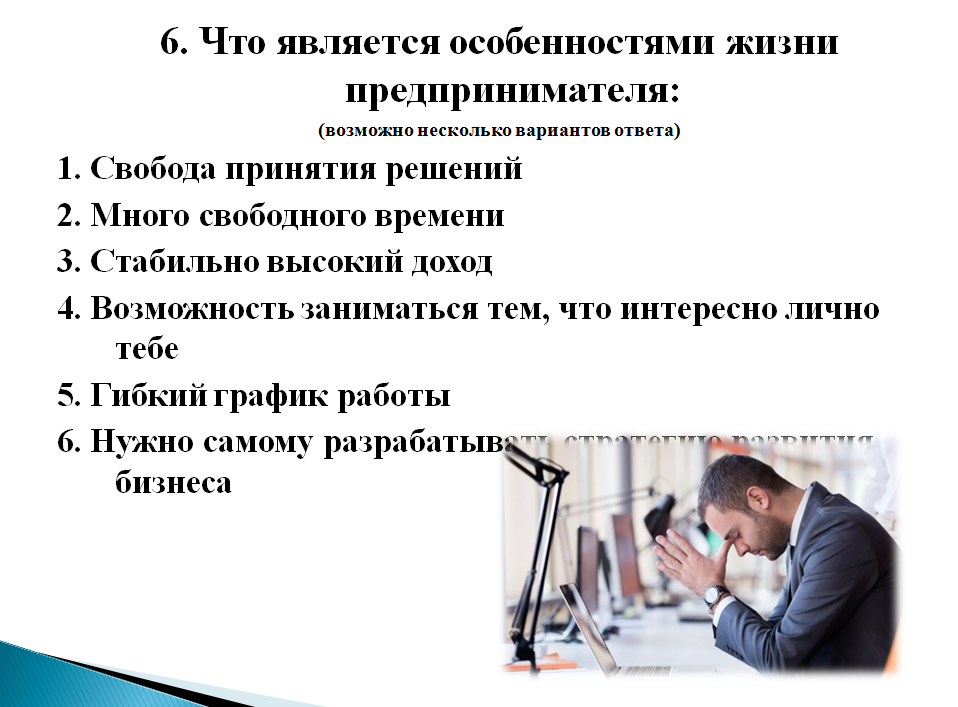 6. Что является особенностями жизни
предпринимателя:
(возможно несколько вариантов ответа)
1. Свобода принятия решений
2. Много свободного времени
3. Стабильно высокий доход
4. Возможность заниматься тем, что интересно лично
тебе
5. Гибкий график работы
6. Нужно самому разрабатывать стратегию развития
бизнеса